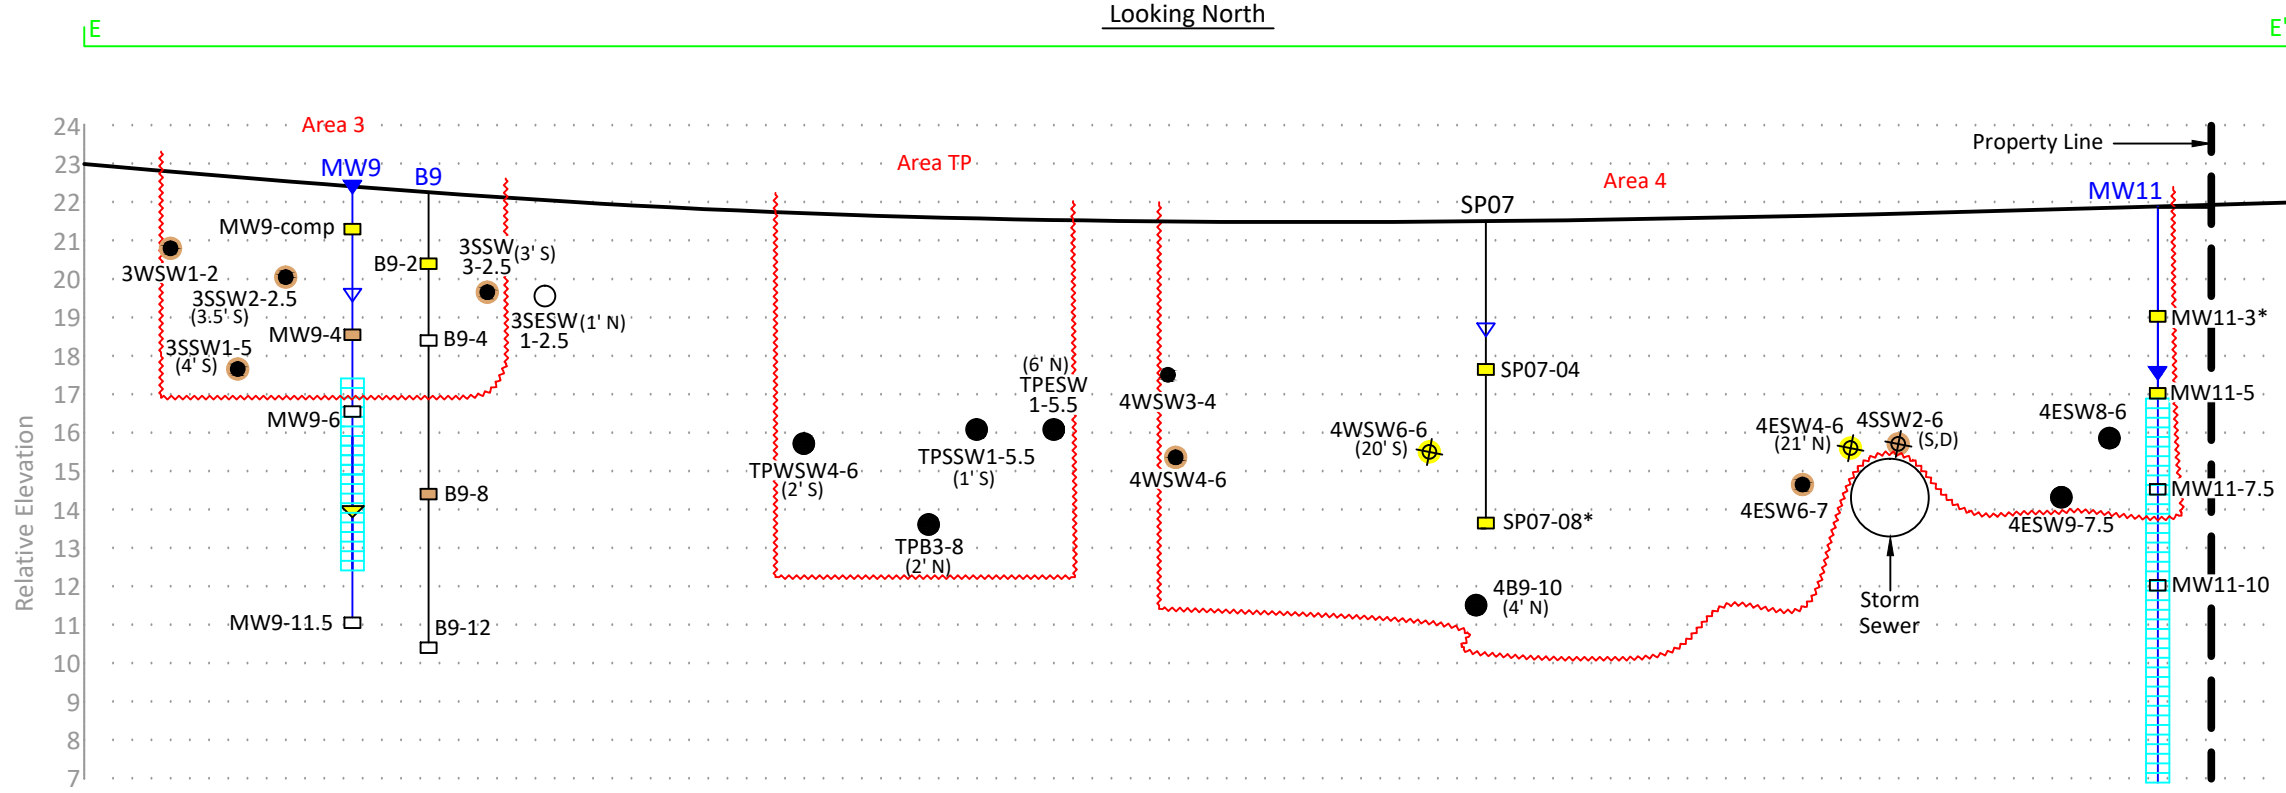 Looking North
E
E'
24
23
22
21
20
19
18
17
16
15
14
13
12
11
10
9
8
7
Relative Elevation
Area 3
MW9
B9
MW9-comp
B9-2
3WSW1-2
3SSW2-2.5
(3.5' S)
MW9-4
B9-4
3SSW1-5
(4' S)
3SSW (3' S)
3-2.5
3SESW (1' N)
1-2.5
MW9-6
B9-8
MW9-11.5
B9-12
Area TP
(6' N)
TPESW
1-5.5
TPWSW4-6
(2' S)
TPSSW1-5.5
(1' S)
TPB3-8
(2' N)
Area 4
SP07
4WSW3-4
4WSW4-6
4WSW6-6
(20' S)
SP07-04
SP07-08*
4B9-10
(4' N)
4ESW4-6
(21' N)
4SSW2-6
(S,D)
4ESW6-7
Storm
Sewer
4ESW8-6
4ESW9-7.5
Property Line
MW11
MW11-3*
MW11-5
MW11-7.5
MW11-10